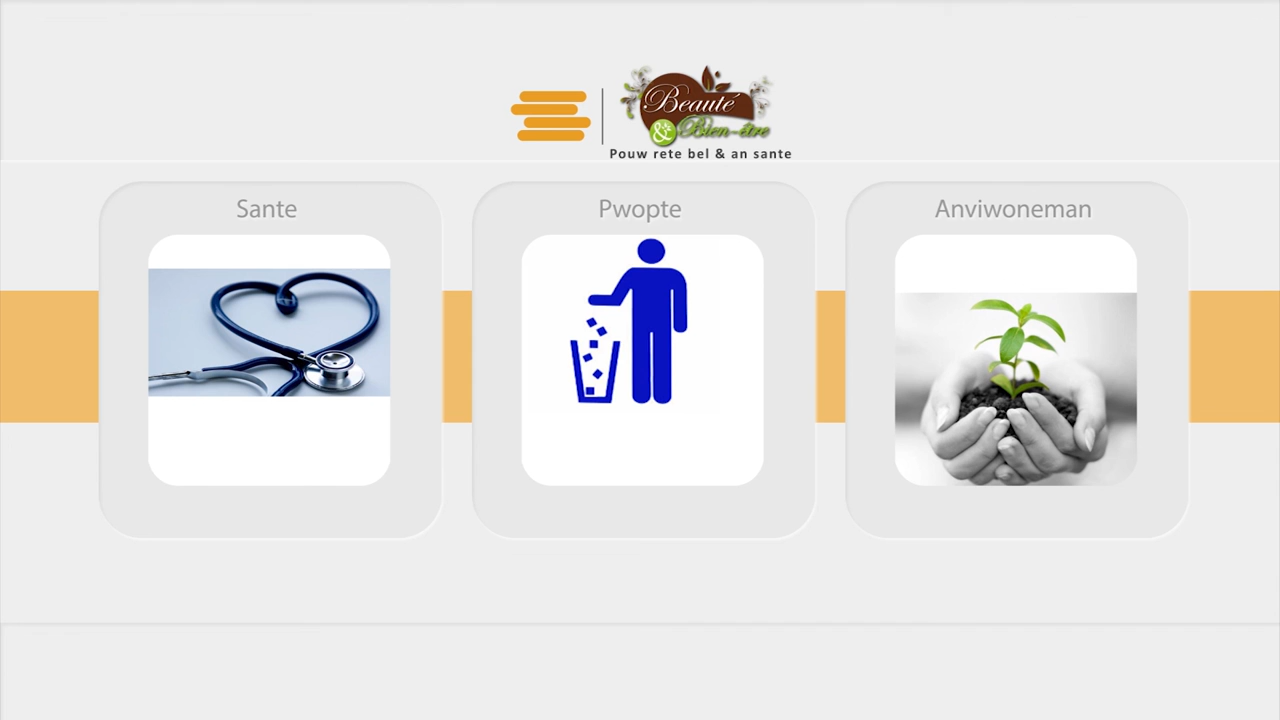 Beauté
& Bien-être
Pouw rete bel & an sante
Sante
Pwopte
Anviwoneman